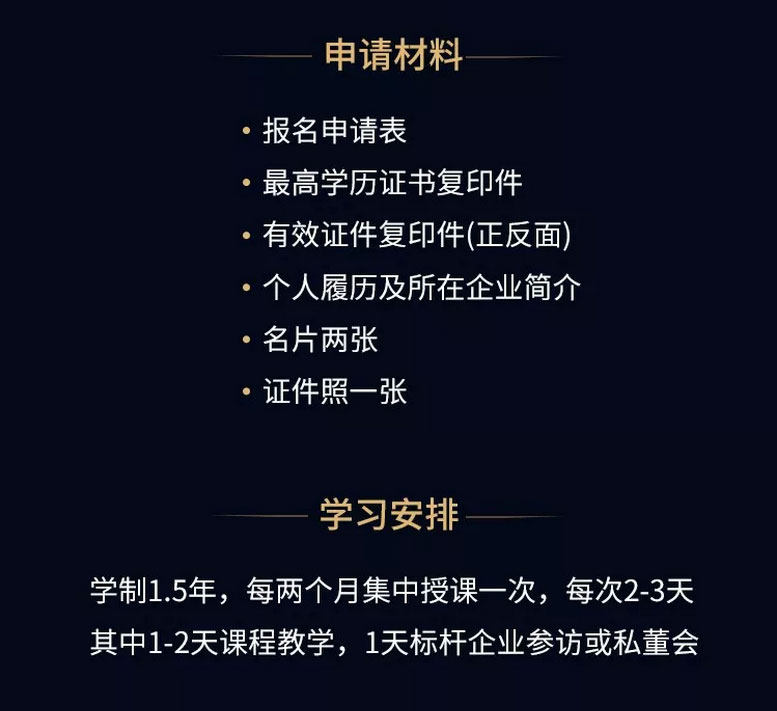 申请材料
• 报名申请表
• 最高学历证书复印件
• 有效证件复印件(正反面)
• 个人履历及所在企业简介
• 名片两张
• 证件照一张
学习安排
学制1.5年，每两个月集中授课一次，每次2-3天
其中1-2天课程教学，1天标杆企业参访或私董会